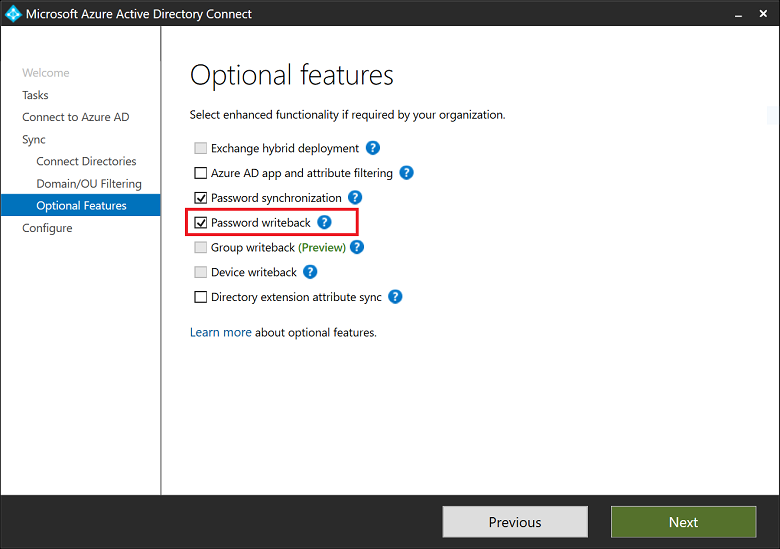 Microsoft Azure Active Directory Connect
Welcome
Tasks
Connect to Azure AD
Sync
Connect Directories
Domain/OU Filtering
Optional Features
Configure
Optional features
Select enhanced functionality if required by your organization.
Exchange hybrid deployment ?
Azure AD app and attribute filtering ?
Password synchronization ?
Password writeback ?
Group writeback (Preview) ?
Device writeback ?
Directory extension attribute sync ?
Learn more about optional features.
Previous
Next